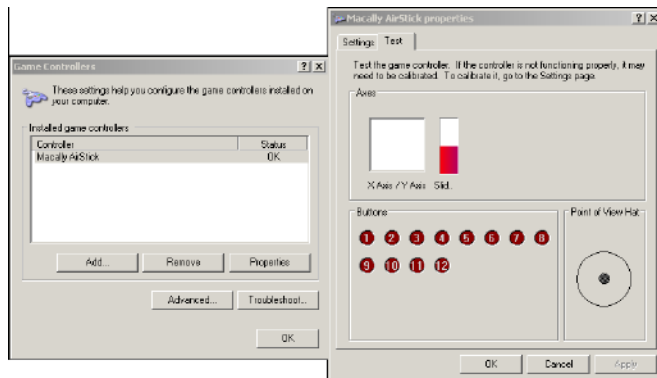 Game Controllers
These settings help you configure the game controllers installed on
your computer.
Installed game controllers
Controller Status
Macally AirStick OK
Add... Remove Properties
Advanced... Troubleshoot...
OK
Macally AirStick properties
Settings Test
Test the game controller. If the controller is not functioning properly, it may
need to be calibrated. To calibrate it, go to the Settings page.
Axes
X Axis / Y Axis Slid..
Buttons
1 2 3 4 5 6 7 8
9 10 11 12
Point of View Hat
OK Cancel Apply